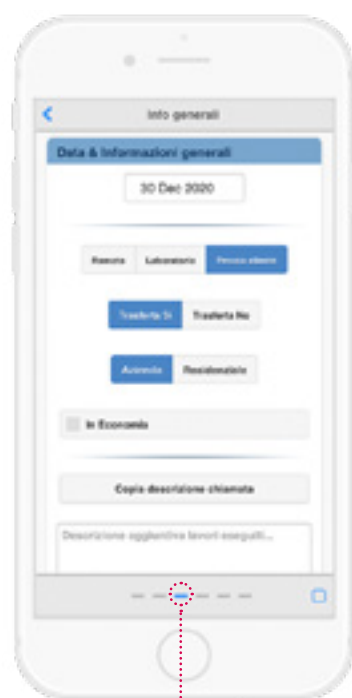 Info generali
Data & Informazioni generali
30 Dec 2020
Remota Laboratorio Presso cliente
Trasferta Si Trasferta No
Azienda Residenziale
In Economia
Copia descrizione chiamata
Descrizione aggiuntiva lavori eseguiti...